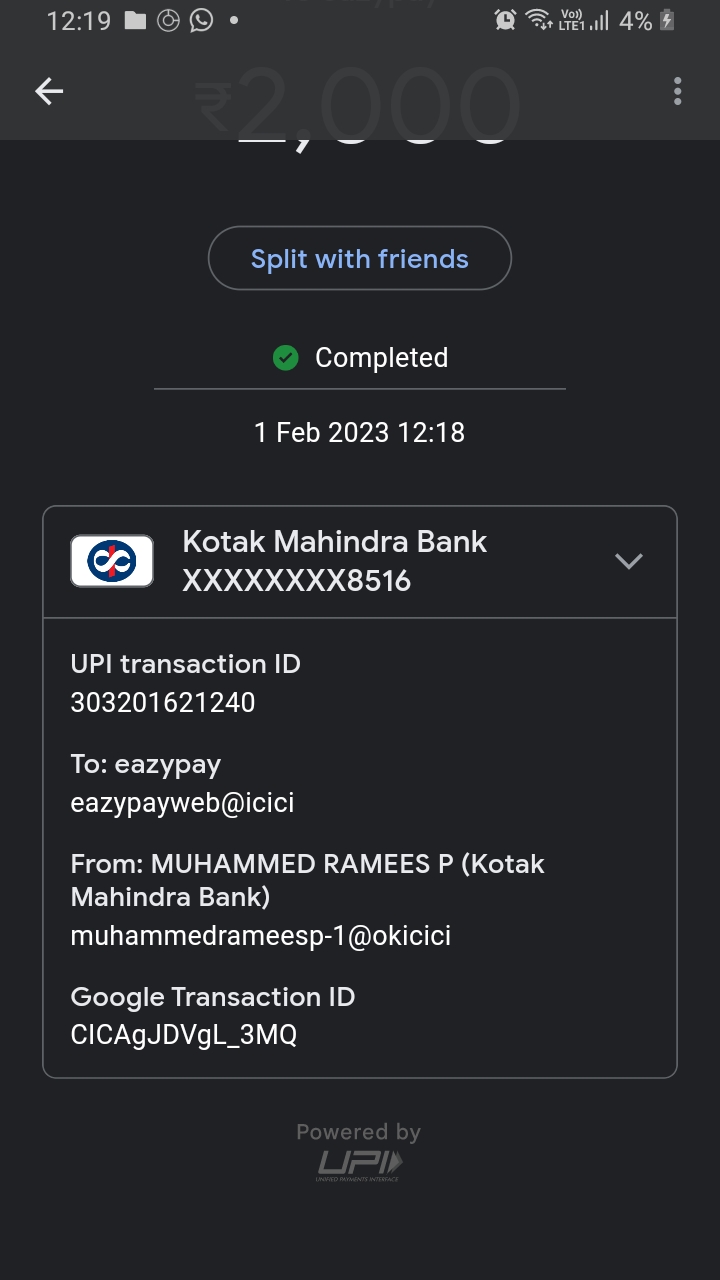 12:19
Vo))
LTE1
4%
₹2,000
Split with friends
Completed
1 Feb 2023 12:18
Kotak Mahindra Bank
XXXXXXXX8516
UPI transaction ID
303201621240
To: eazypay
eazypayweb@icici
From: MUHAMMED RAMEES P (Kotak
Mahindra Bank)
muhammedrameesp-1@okicici
Google Transaction ID
CICAgJDVgL_3MQ
Powered by
UPI
UNIFIED PAYMENTS INTERFACE